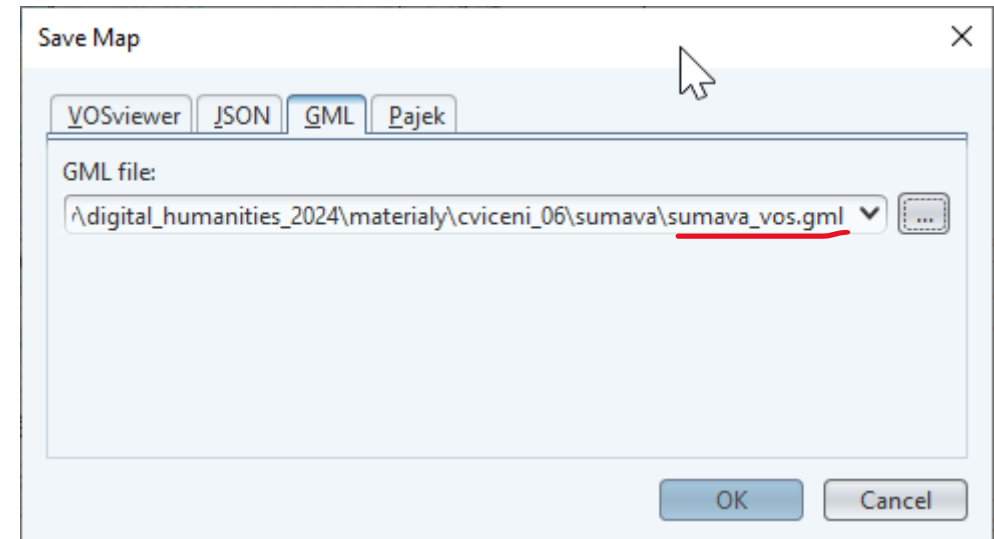 Save Map
VOSviewer JSON GML Pajek
GML file:
\digital_humanities_2024\materialy\cviceni_06\sumava\sumava_vos.gml ...
OK Cancel